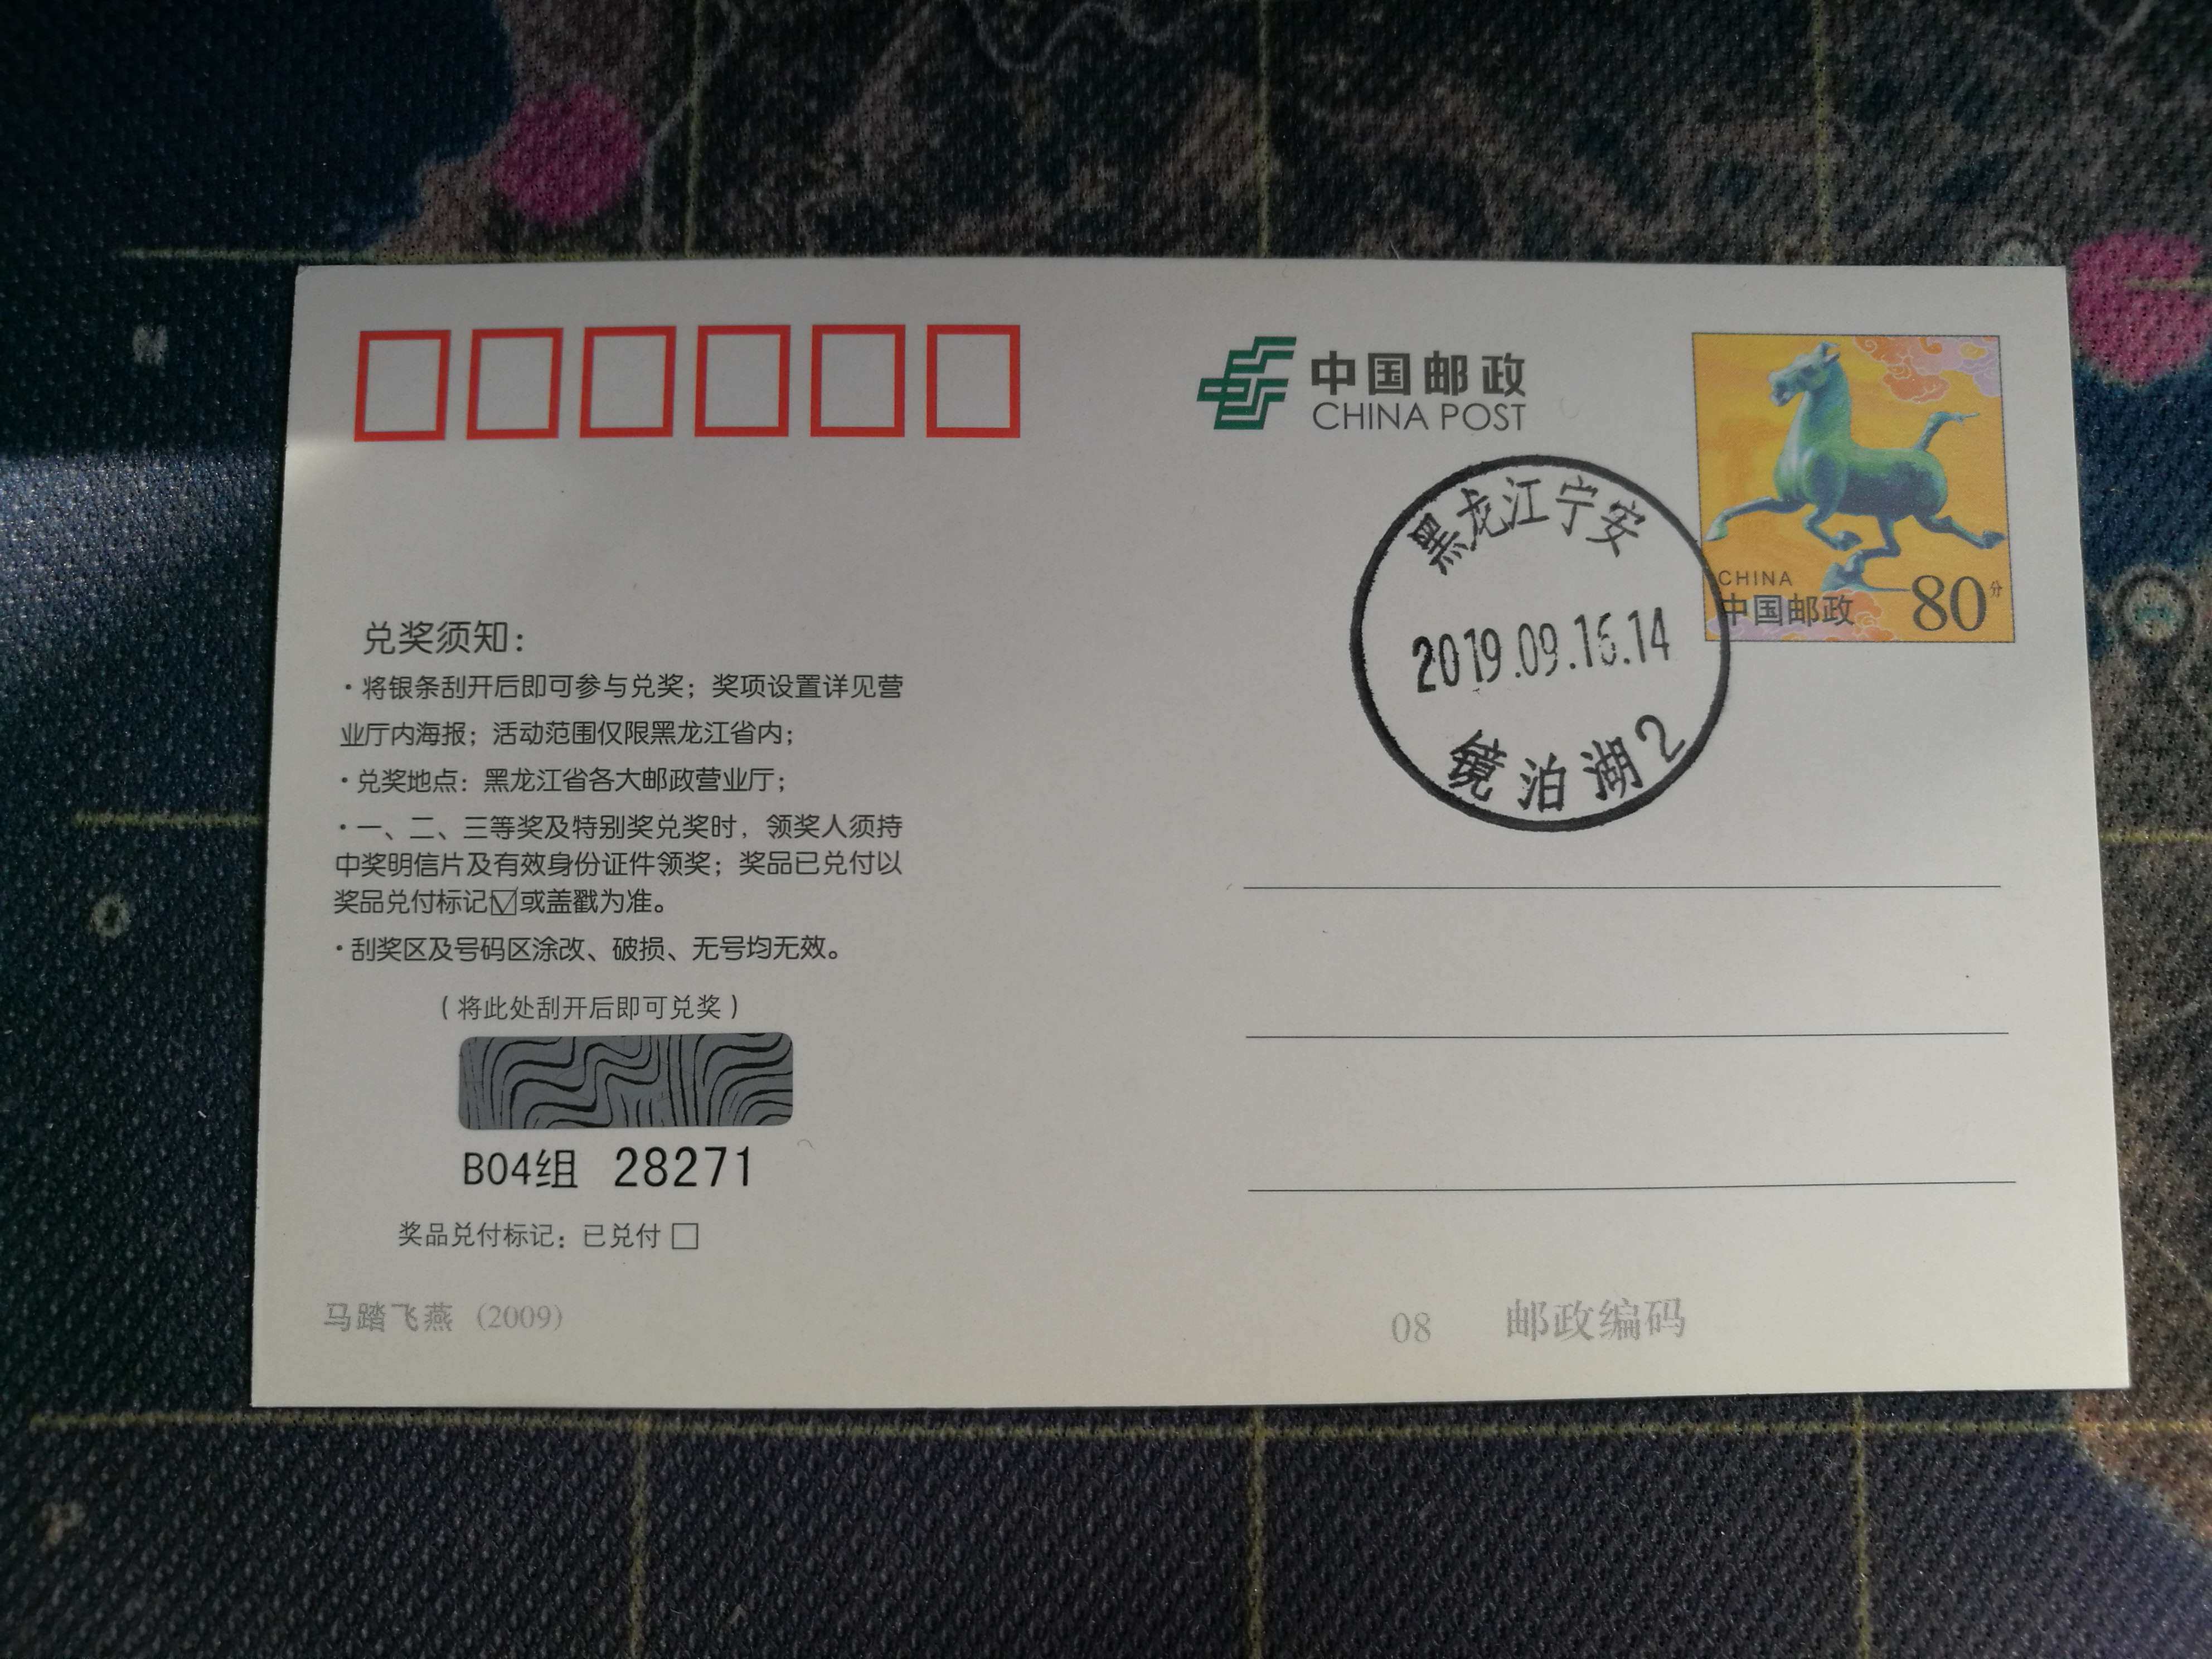 中国邮政
CHINA POST
CHINA
中国邮政 80分
黑龙江宁安
2019.09.16.14
镜泊湖2
兑奖须知：
·将银条刮开后即可参与兑奖；奖项设置详见营
业厅内海报；活动范围仅限黑龙江省内；
·兑奖地点：黑龙江省各大邮政营业厅；
·一、二、三等奖及特别奖兑奖时，领奖人须持
中奖明信片及有效身份证件领奖；奖品已兑付以
奖品兑付标记☑或盖戳为准。
·刮奖区及号码区涂改、破损、无号均无效。
（将此处刮开后即可兑奖）
B04组 28271
奖品兑付标记：已兑付□
马踏飞燕 (2009)
08 邮政编码
N
O
P